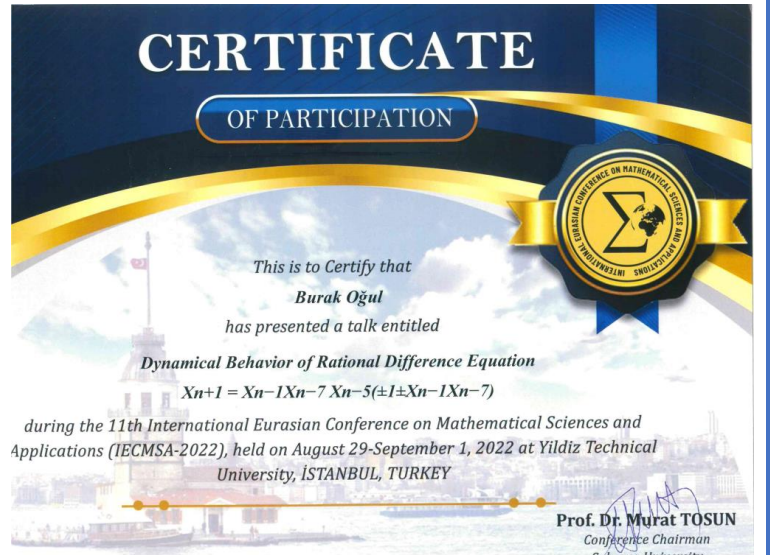 CERTIFICATE
OF PARTICIPATION
INTERNATIONAL EURASIAN CONFERENCE ON MATHEMATICAL SCIENCES AND APPLICATIONS
This is to Certify that
Burak Oğul
has presented a talk entitled
Dynamical Behavior of Rational Difference Equation
Xn+1 = Xn−1Xn−7 Xn−5(±1±Xn−1Xn−7)
during the 11th International Eurasian Conference on Mathematical Sciences and
Applications (IECMSA-2022), held on August 29-September 1, 2022 at Yildiz Technical
University, İSTANBUL, TURKEY
Prof. Dr. Murat TOSUN
Conference Chairman